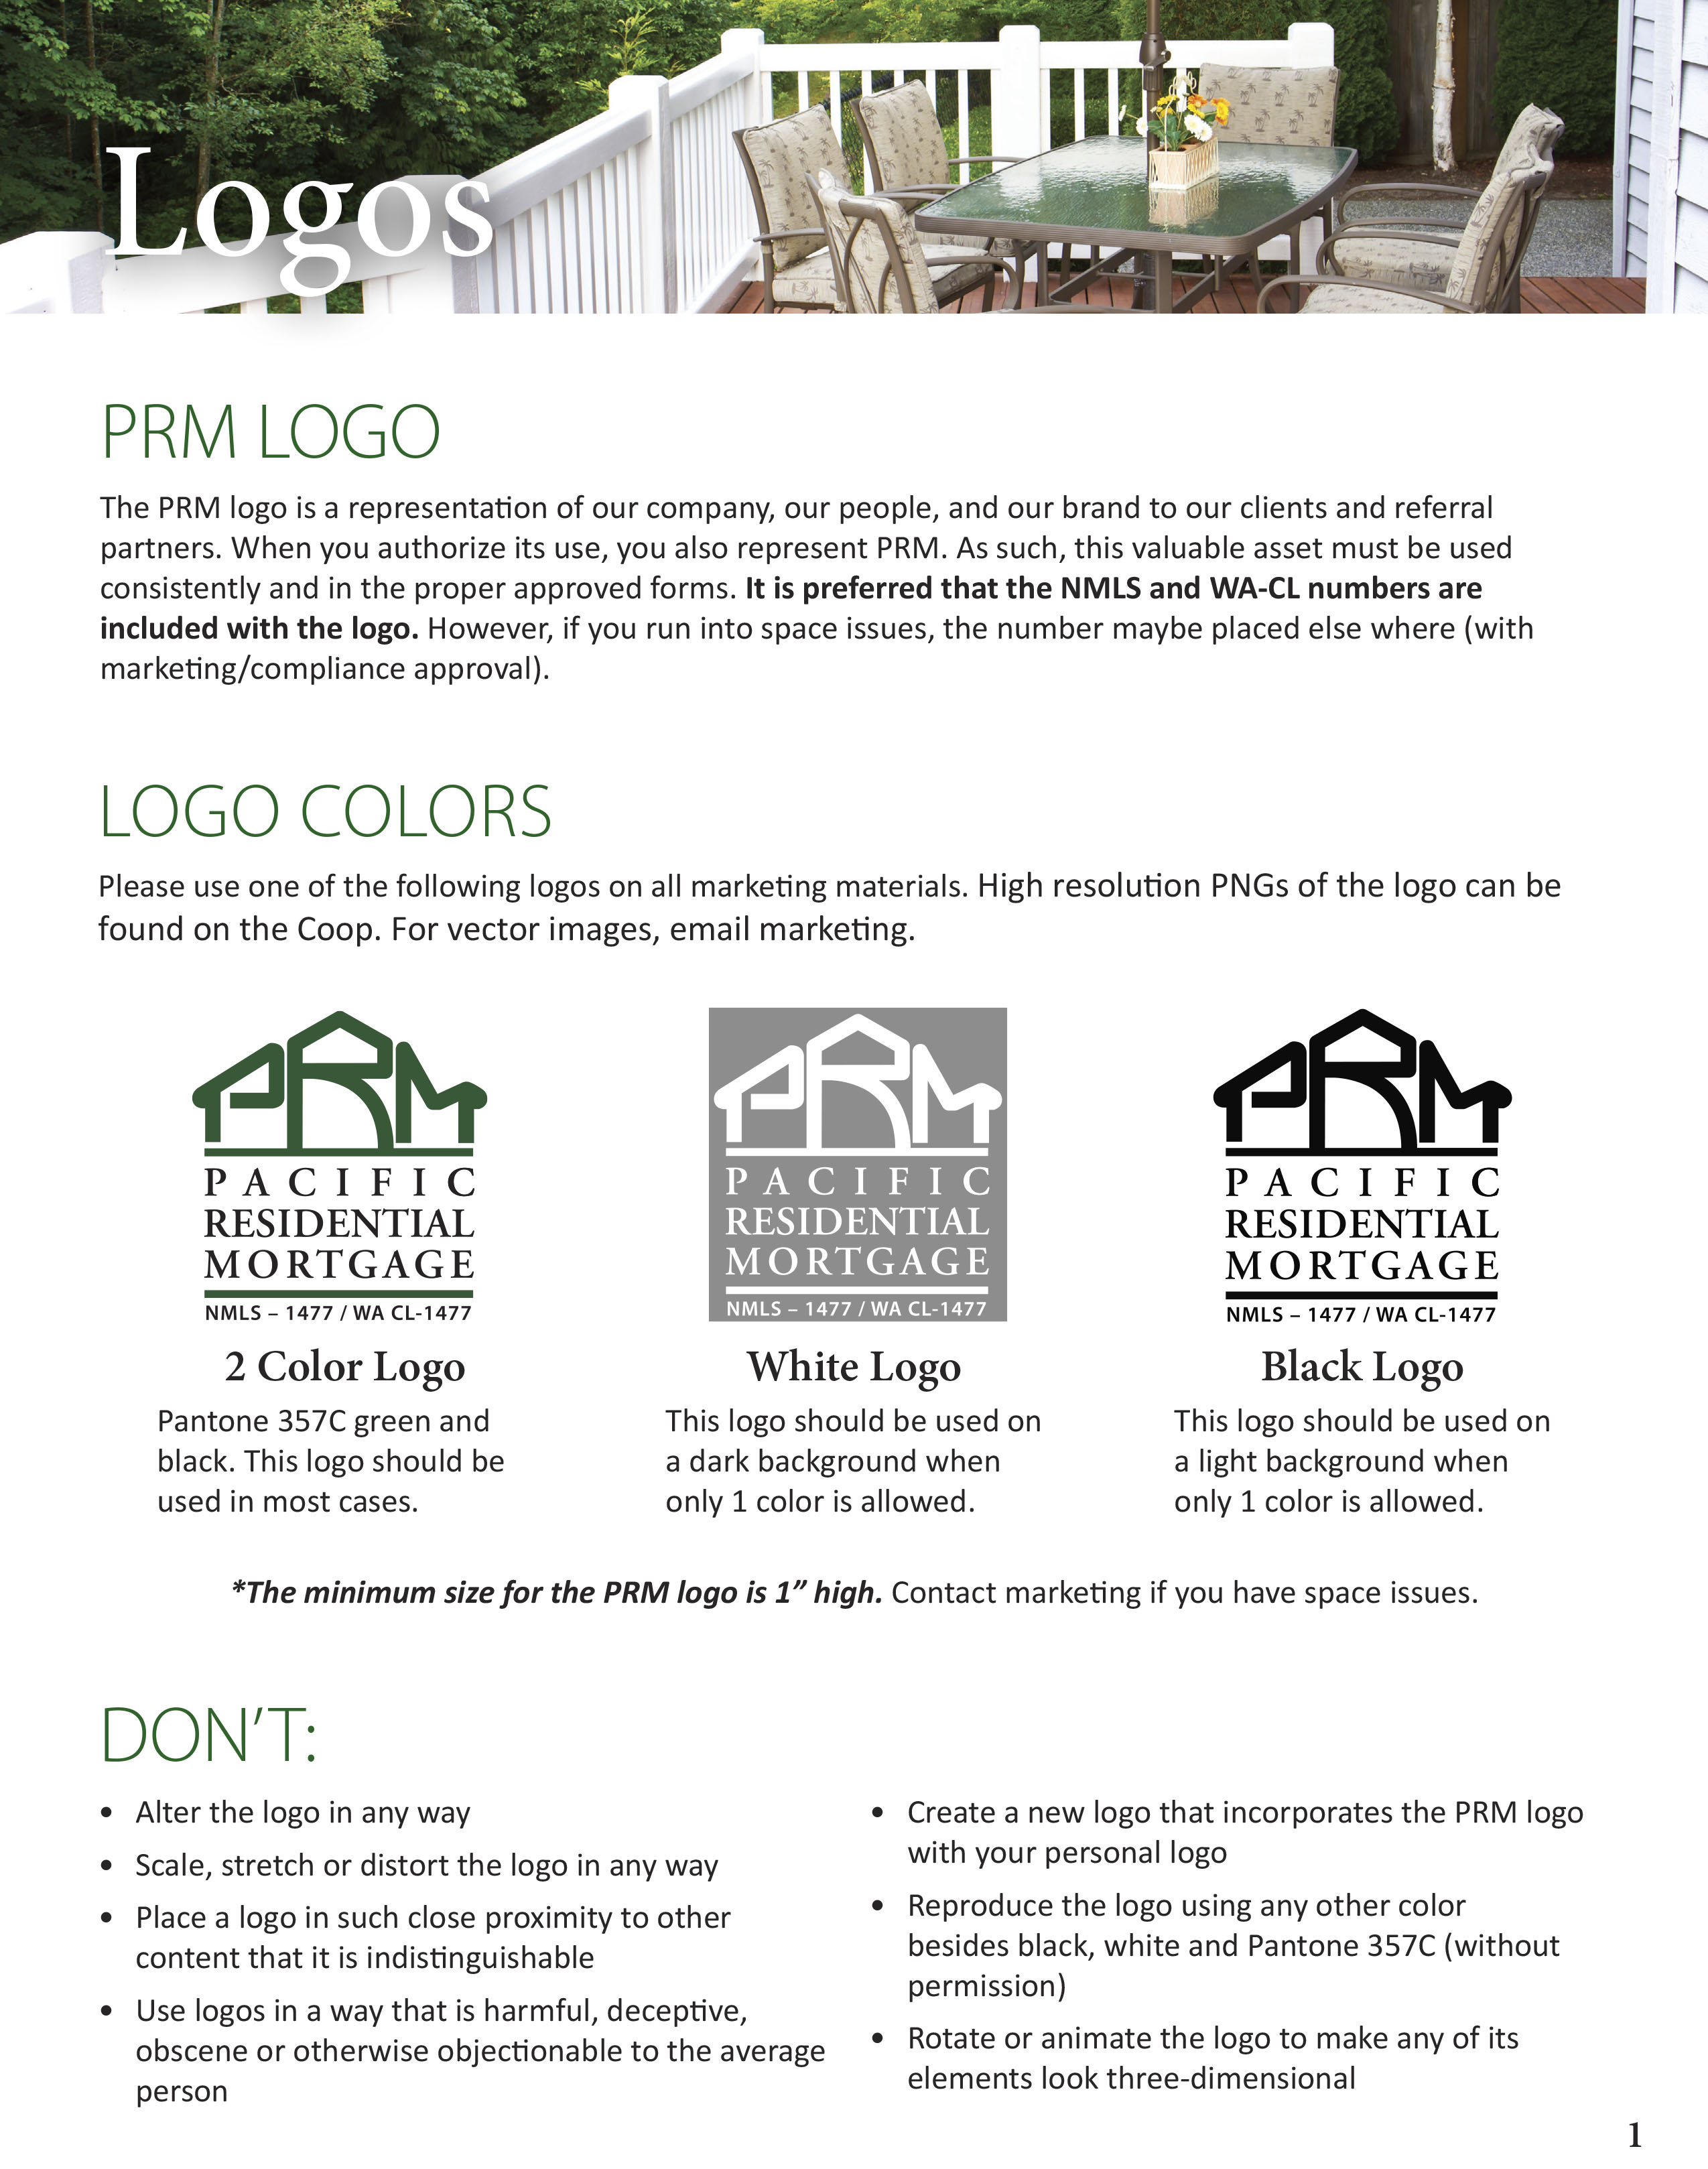 Logos
PRM LOGO
The PRM logo is a representation of our company, our people, and our brand to our clients and referral
partners. When you authorize its use, you also represent PRM. As such, this valuable asset must be used
consistently and in the proper approved forms. It is preferred that the NMLS and WA-CL numbers are
included with the logo. However, if you run into space issues, the number maybe placed else where (with
marketing/compliance approval).
LOGO COLORS
Please use one of the following logos on all marketing materials. High resolution PNGs of the logo can be
found on the Coop. For vector images, email marketing.
PRM
PACIFIC
RESIDENTIAL
MORTGAGE
NMLS – 1477 / WA CL-1477
2 Color Logo
Pantone 357C green and
black. This logo should be
used in most cases.
PRM
PACIFIC
RESIDENTIAL
MORTGAGE
NMLS – 1477 / WA CL-1477
White Logo
This logo should be used on
a dark background when
only 1 color is allowed.
PRM
PACIFIC
RESIDENTIAL
MORTGAGE
NMLS – 1477 / WA CL-1477
Black Logo
This logo should be used on
a light background when
only 1 color is allowed.
*The minimum size for the PRM logo is 1” high. Contact marketing if you have space issues.
DON’T:
• Alter the logo in any way
• Scale, stretch or distort the logo in any way
• Place a logo in such close proximity to other
content that it is indistinguishable
• Use logos in a way that is harmful, deceptive,
obscene or otherwise objectionable to the average
person
• Create a new logo that incorporates the PRM logo
with your personal logo
• Reproduce the logo using any other color
besides black, white and Pantone 357C (without
permission)
• Rotate or animate the logo to make any of its
elements look three-dimensional
1